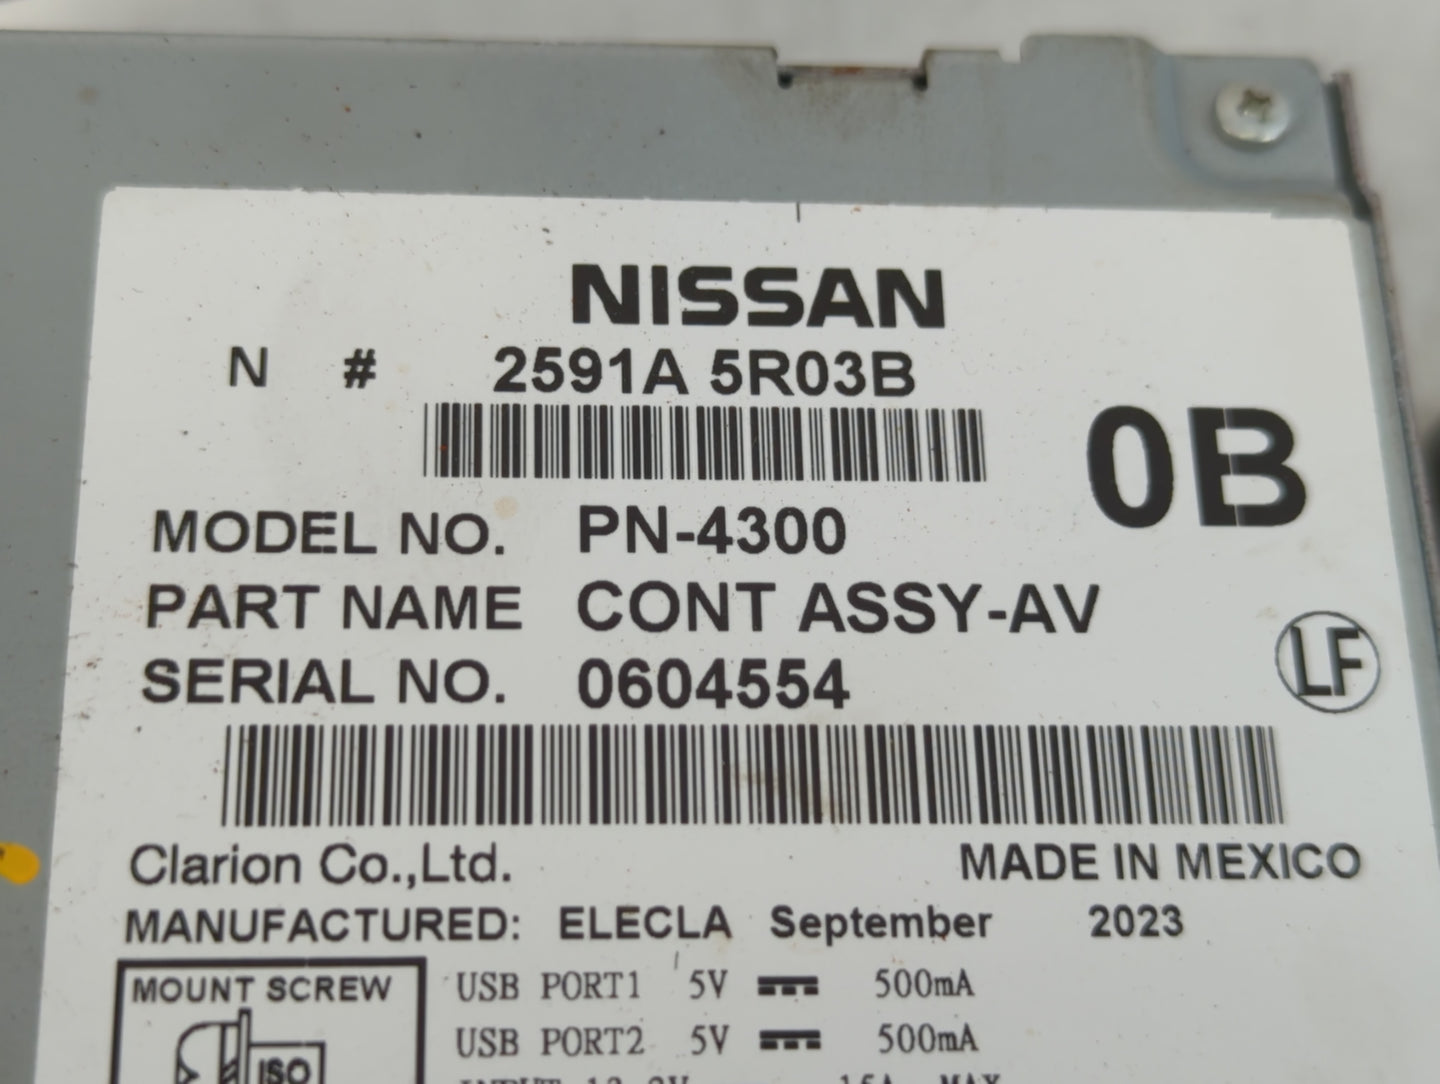 NISSAN
N # 2591A 5R03B
0B
MODEL NO. PN-4300
PART NAME CONT ASSY-AV
LF
SERIAL NO. 0604554
Clarion Co.,Ltd. MADE IN MEXICO
MANUFACTURED: ELECLA September 2023
MOUNT SCREW
USB PORT1 5V 500mA
USB PORT2 5V 500mA
ISO
15A MAX